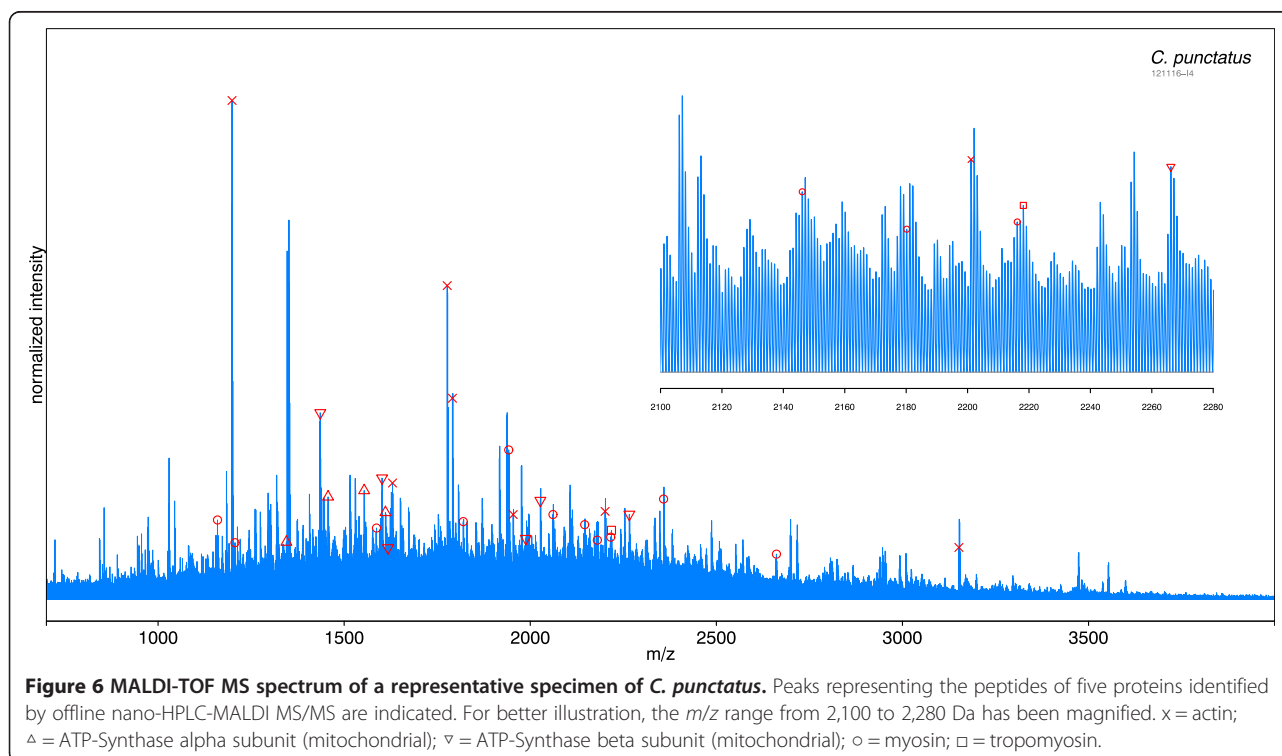 C. punctatus
121116–I4
normalized intensity
2100 2120 2140 2160 2180 2200 2220 2240 2260 2280
1000 1500 2000 2500 3000 3500
m/z
Figure 6 MALDI-TOF MS spectrum of a representative specimen of C. punctatus. Peaks representing the peptides of five proteins identified
by offline nano-HPLC-MALDI MS/MS are indicated. For better illustration, the m/z range from 2,100 to 2,280 Da has been magnified. x = actin;
△ = ATP-Synthase alpha subunit (mitochondrial); ▿ = ATP-Synthase beta subunit (mitochondrial); ○ = myosin; □ = tropomyosin.